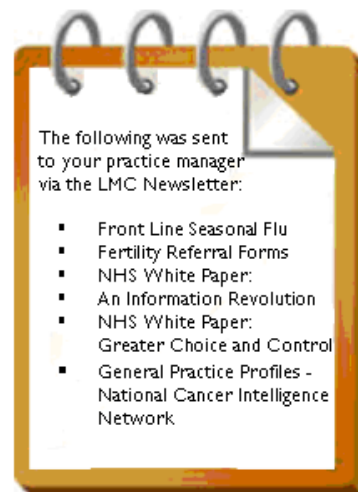 The following was sent
to your practice manager
via the LMC Newsletter:
▪ Front Line Seasonal Flu
▪ Fertility Referral Forms
▪ NHS White Paper:
▪ An Information Revolution
▪ NHS White Paper:
Greater Choice and Control
▪ General Practice Profiles -
National Cancer Intelligence
Network